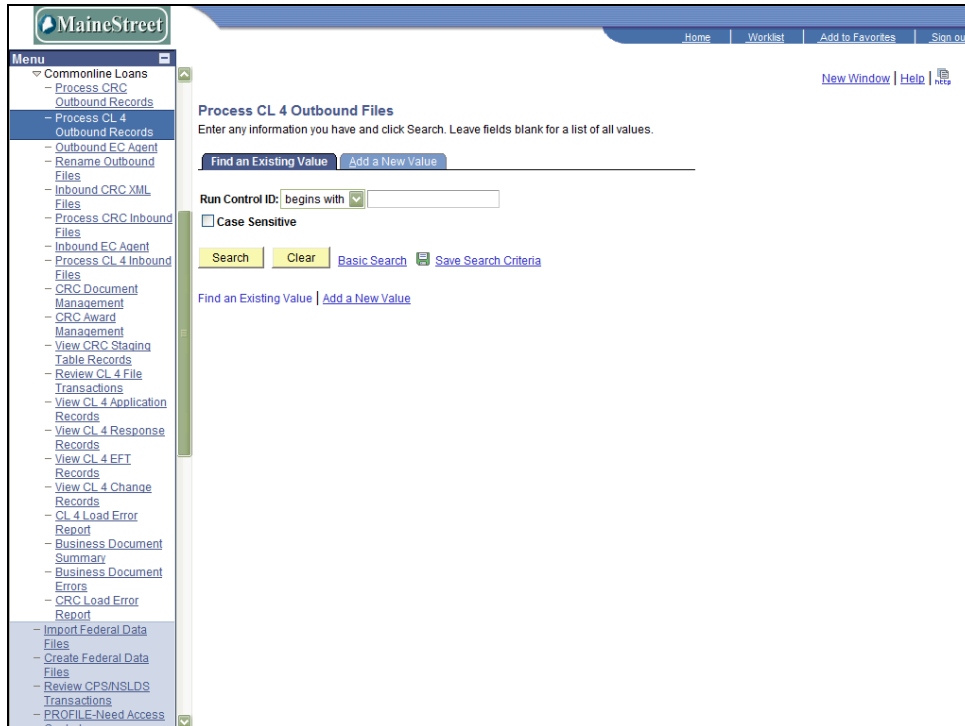 MaineStreet
Home
Worklist
Add to Favorites
Sign ou
Menu
Commonline Loans
– Process CRC
Outbound Records
– Process CL 4
Outbound Records
– Outbound EC Agent
– Rename Outbound
Files
– Inbound CRC XML
Files
– Process CRC Inbound
Files
– Inbound EC Agent
– Process CL 4 Inbound
Files
– CRC Document
Management
– CRC Award
Management
– View CRC Staging
Table Records
– Review CL 4 File
Transactions
– View CL 4 Application
Records
– View CL 4 Response
Records
– View CL 4 EFT
Records
– View CL 4 Change
Records
– CL 4 Load Error
Report
– Business Document
Summary
– Business Document
Errors
– CRC Load Error
Report
– Import Federal Data
Files
– Create Federal Data
Files
– Review CPS/NSLDS
Transactions
– PROFILE-Need Access
New Window | Help | http
Process CL 4 Outbound Files
Enter any information you have and click Search. Leave fields blank for a list of all values.
Find an Existing Value
Add a New Value
Run Control ID: begins with
Case Sensitive
Search Clear Basic Search Save Search Criteria
Find an Existing Value | Add a New Value